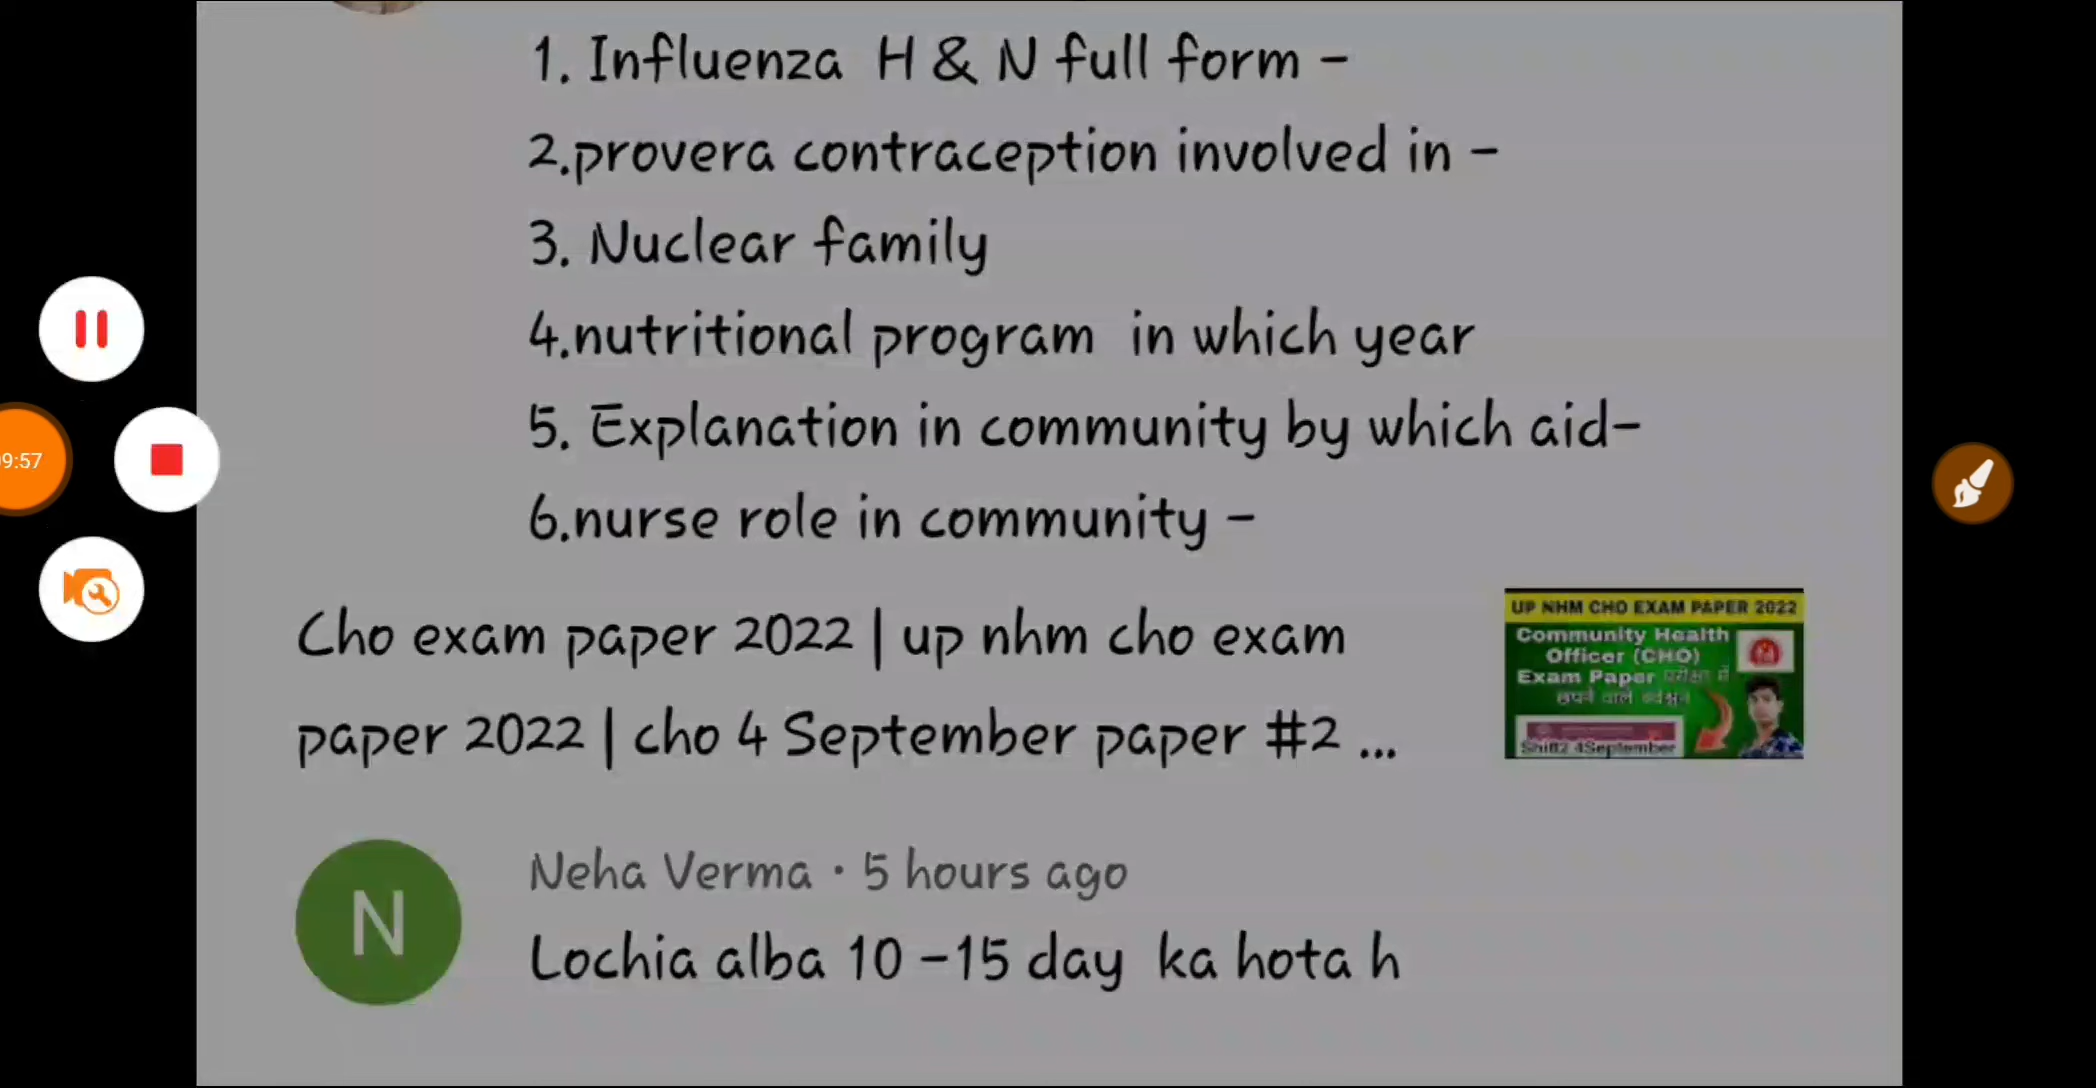 1. Influenza H & N full form -
2.provera contraception involved in -
3. Nuclear family
4.nutritional program in which year
5. Explanation in community by which aid-
6.nurse role in community -
9:57
Cho exam paper 2022 | up nhm cho exam
paper 2022 | cho 4 September paper #2 ...
UP NHM CHO EXAM PAPER 2022
Community Health
Officer (CHO)
Exam Paper परीक्षा में
Shift2 4September
N
Neha Verma • 5 hours ago
Lochia alba 10 -15 day ka hota h